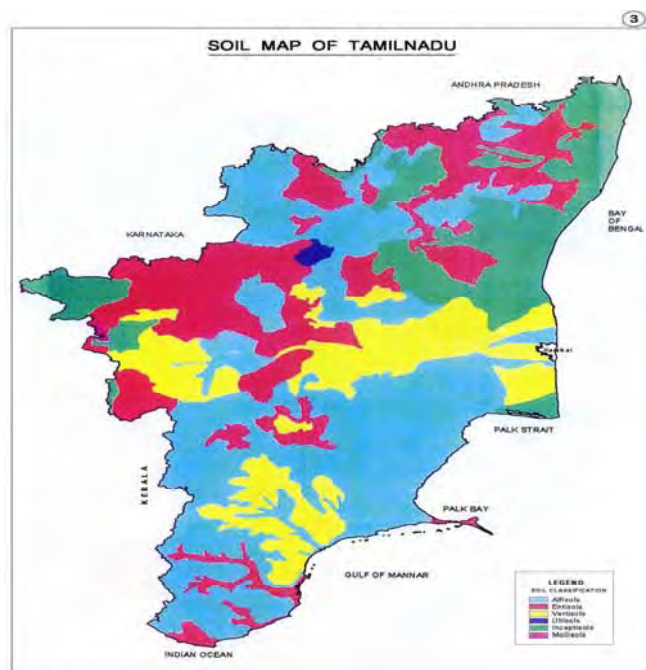 3
SOIL MAP OF TAMILNADU
ANDHRA PRADESH
KARNATAKA
BAY
OF
BENGAL
Karaikal
PALK STRAIT
KERALA
PALK BAY
GULF OF MANNAR
INDIAN OCEAN
LEGEND
SOIL CLASSIFICATION
Alfisols
Entisols
Vertisols
Ultisols
Inceptisols
Mollisols